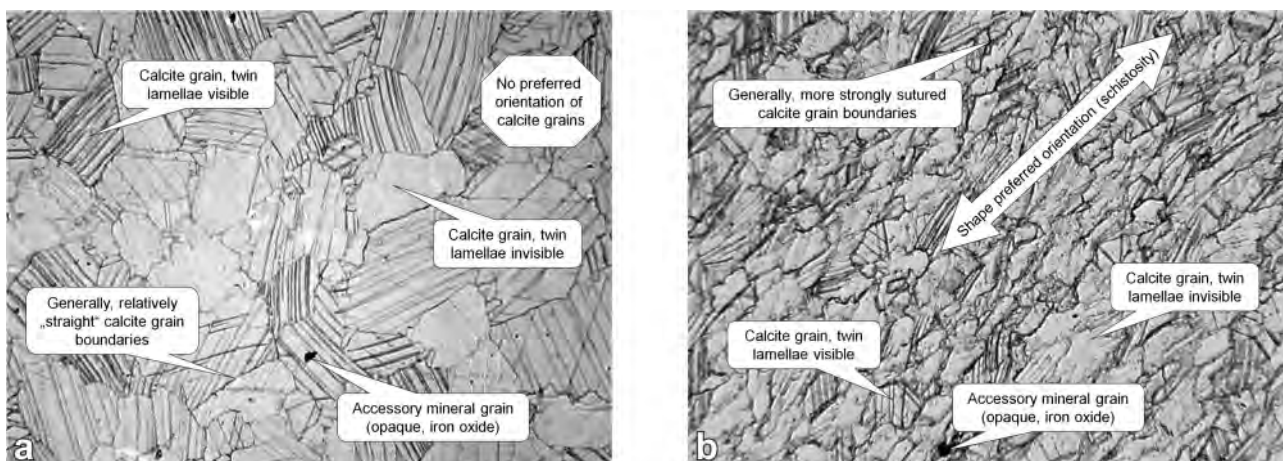 Calcite grain, twin
lamellae visible
No preferred
orientation of
calcite grains
Calcite grain, twin
lamellae invisible
Generally, relatively
„straight“ calcite grain
boundaries
Accessory mineral grain
(opaque, iron oxide)
a
Generally, more strongly sutured
calcite grain boundaries
Shape preferred orientation (schistosity)
Calcite grain, twin
lamellae invisible
Calcite grain, twin
lamellae visible
Accessory mineral grain
(opaque, iron oxide)
b